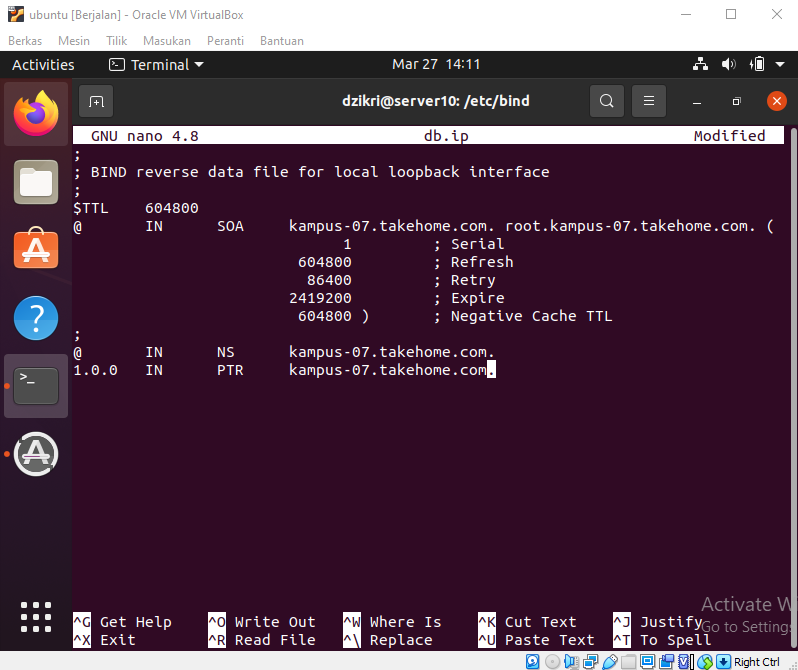 ubuntu [Berjalan] - Oracle VM VirtualBox
Berkas Mesin Tilik Masukan Peranti Bantuan
Activities Terminal Mar 27 14:11
dzikri@server10: /etc/bind
GNU nano 4.8 db.ip Modified
;
; BIND reverse data file for local loopback interface
;
$TTL 604800
@ IN SOA kampus-07.takehome.com. root.kampus-07.takehome.com. (
1 ; Serial
604800 ; Refresh
86400 ; Retry
2419200 ; Expire
604800 ) ; Negative Cache TTL
;
@ IN NS kampus-07.takehome.com.
1.0.0 IN PTR kampus-07.takehome.com.
Activate W
Go to Settings
^G Get Help ^O Write Out ^W Where Is ^K Cut Text ^J Justify
^X Exit ^R Read File ^\ Replace ^U Paste Text ^T To Spell
Right Ctrl